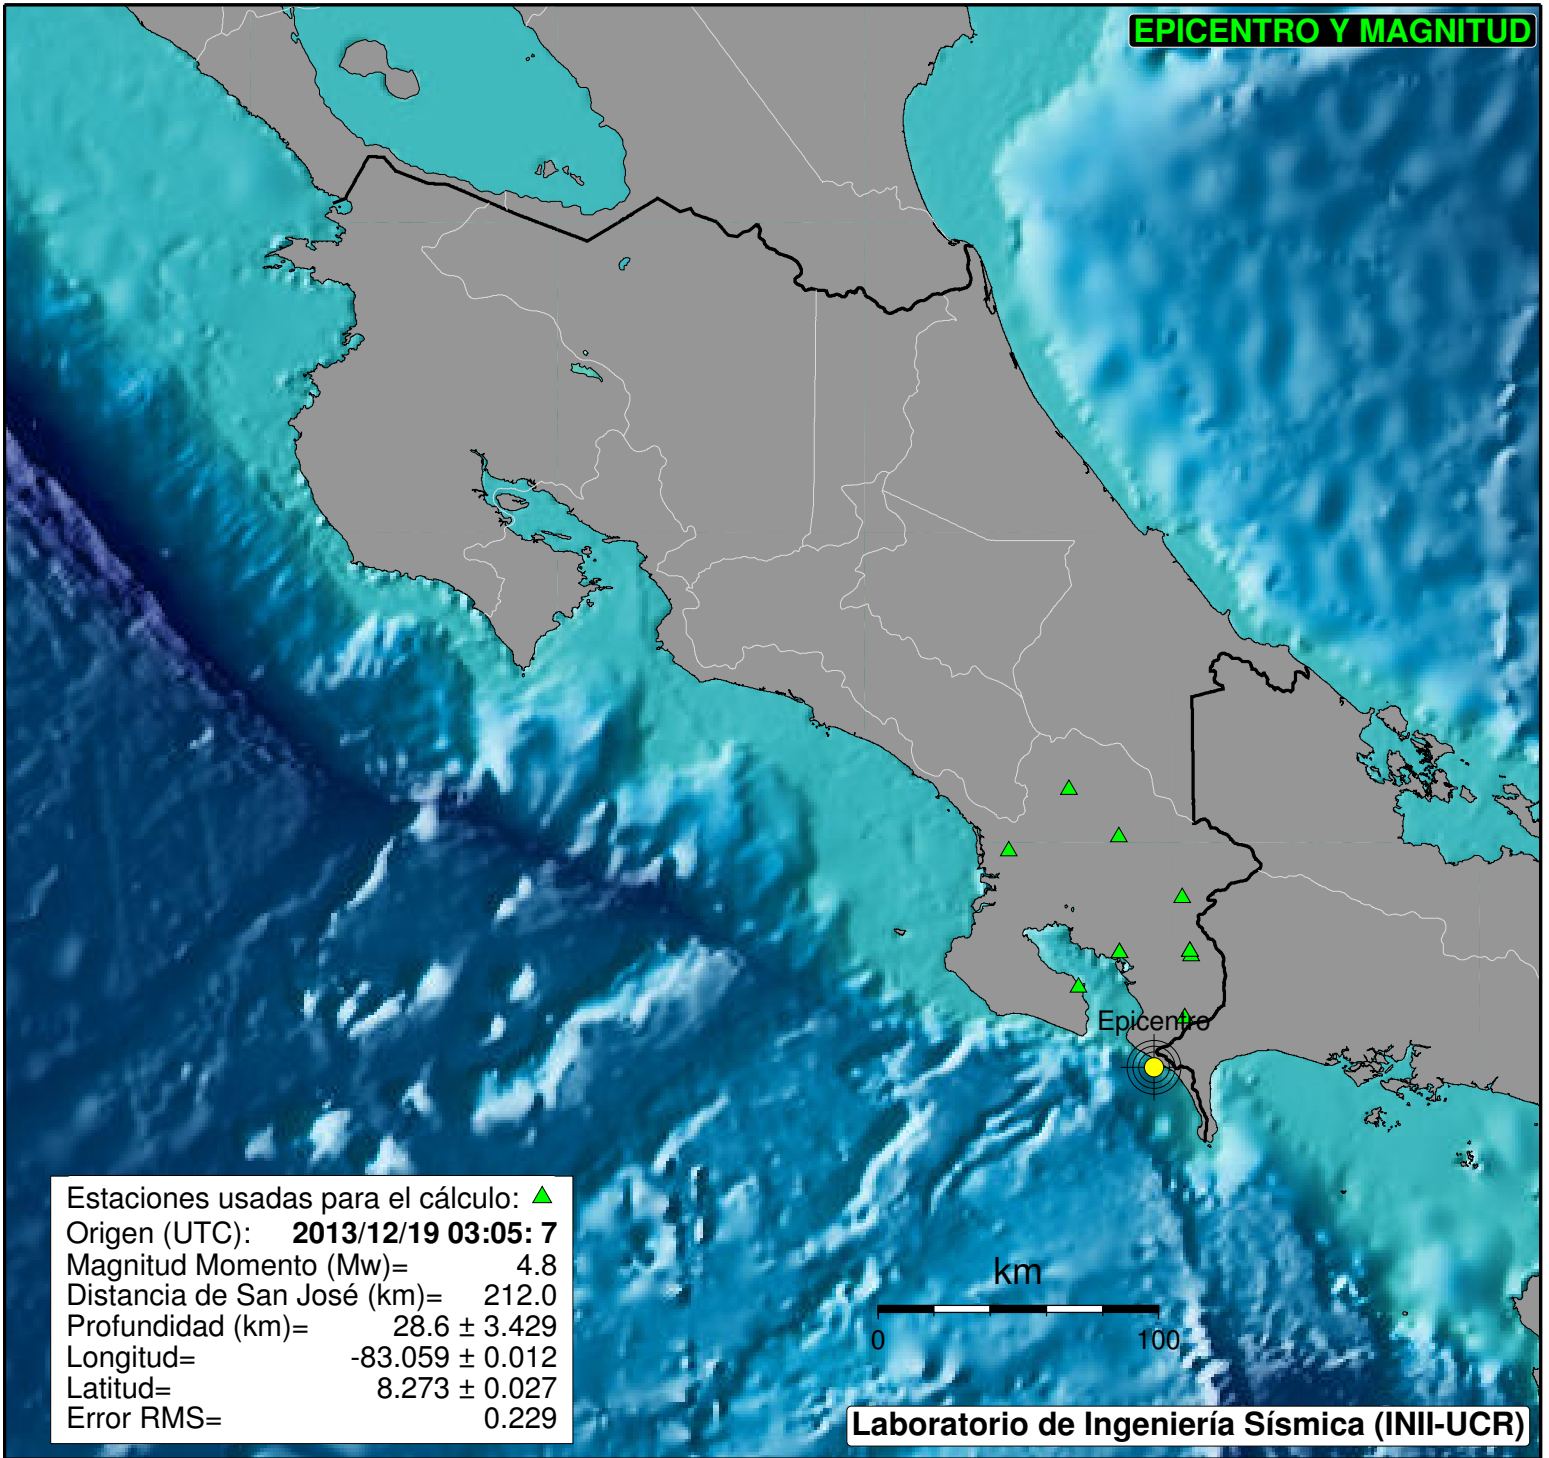 EPICENTRO Y MAGNITUD
Epicentro
Estaciones usadas para el cálculo:
Origen (UTC): 2013/12/19 03:05: 7
Magnitud Momento (Mw)= 4.8
Distancia de San José (km)= 212.0
Profundidad (km)= 28.6 ± 3.429
Longitud= -83.059 ± 0.012
Latitud= 8.273 ± 0.027
Error RMS= 0.229
km
0 100
Laboratorio de Ingeniería Sísmica (INII-UCR)